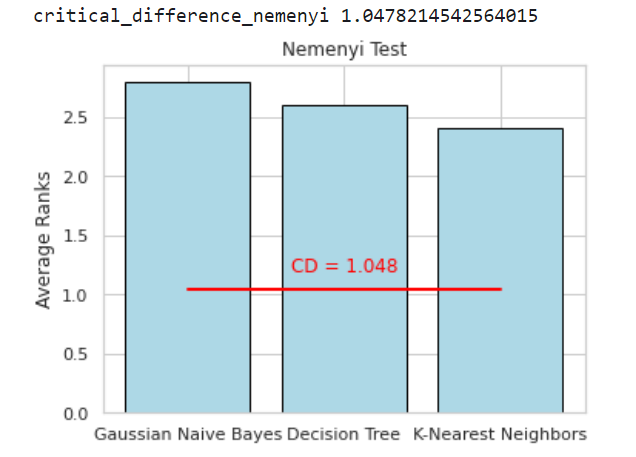 critical_difference_nemenyi 1.0478214542564015
Nemenyi Test
Average Ranks
2.5
2.0
1.5
1.0
0.5
0.0
CD = 1.048
Gaussian Naive Bayes Decision Tree K-Nearest Neighbors